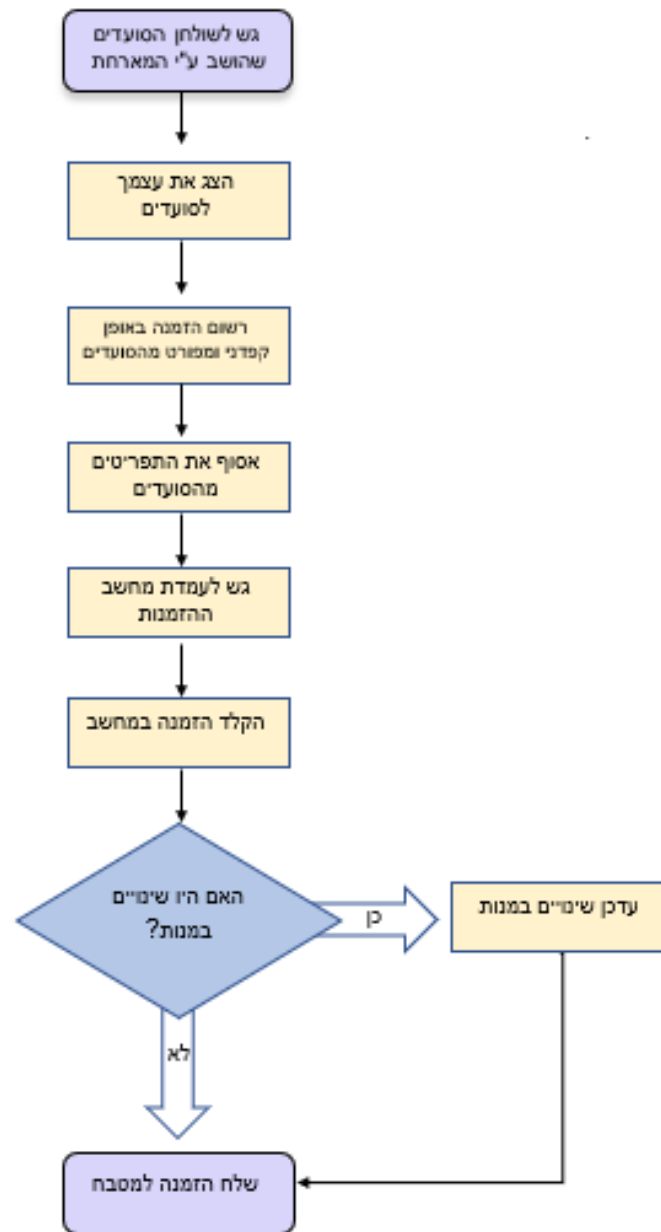 גש לשולחן הסועדים
שהושב ע"י המארחת
הצג את עצמך
לסועדים
רשום הזמנה באופן
קפדני ומפורט מהסועדים
אסוף את התפריטים
מהסועדים
גש לעמדת מחשב
ההזמנות
הקלד הזמנה במחשב
האם היו שינויים
במנות?
כן
עדכן שינויים במנות
לא
שלח הזמנה למטבח